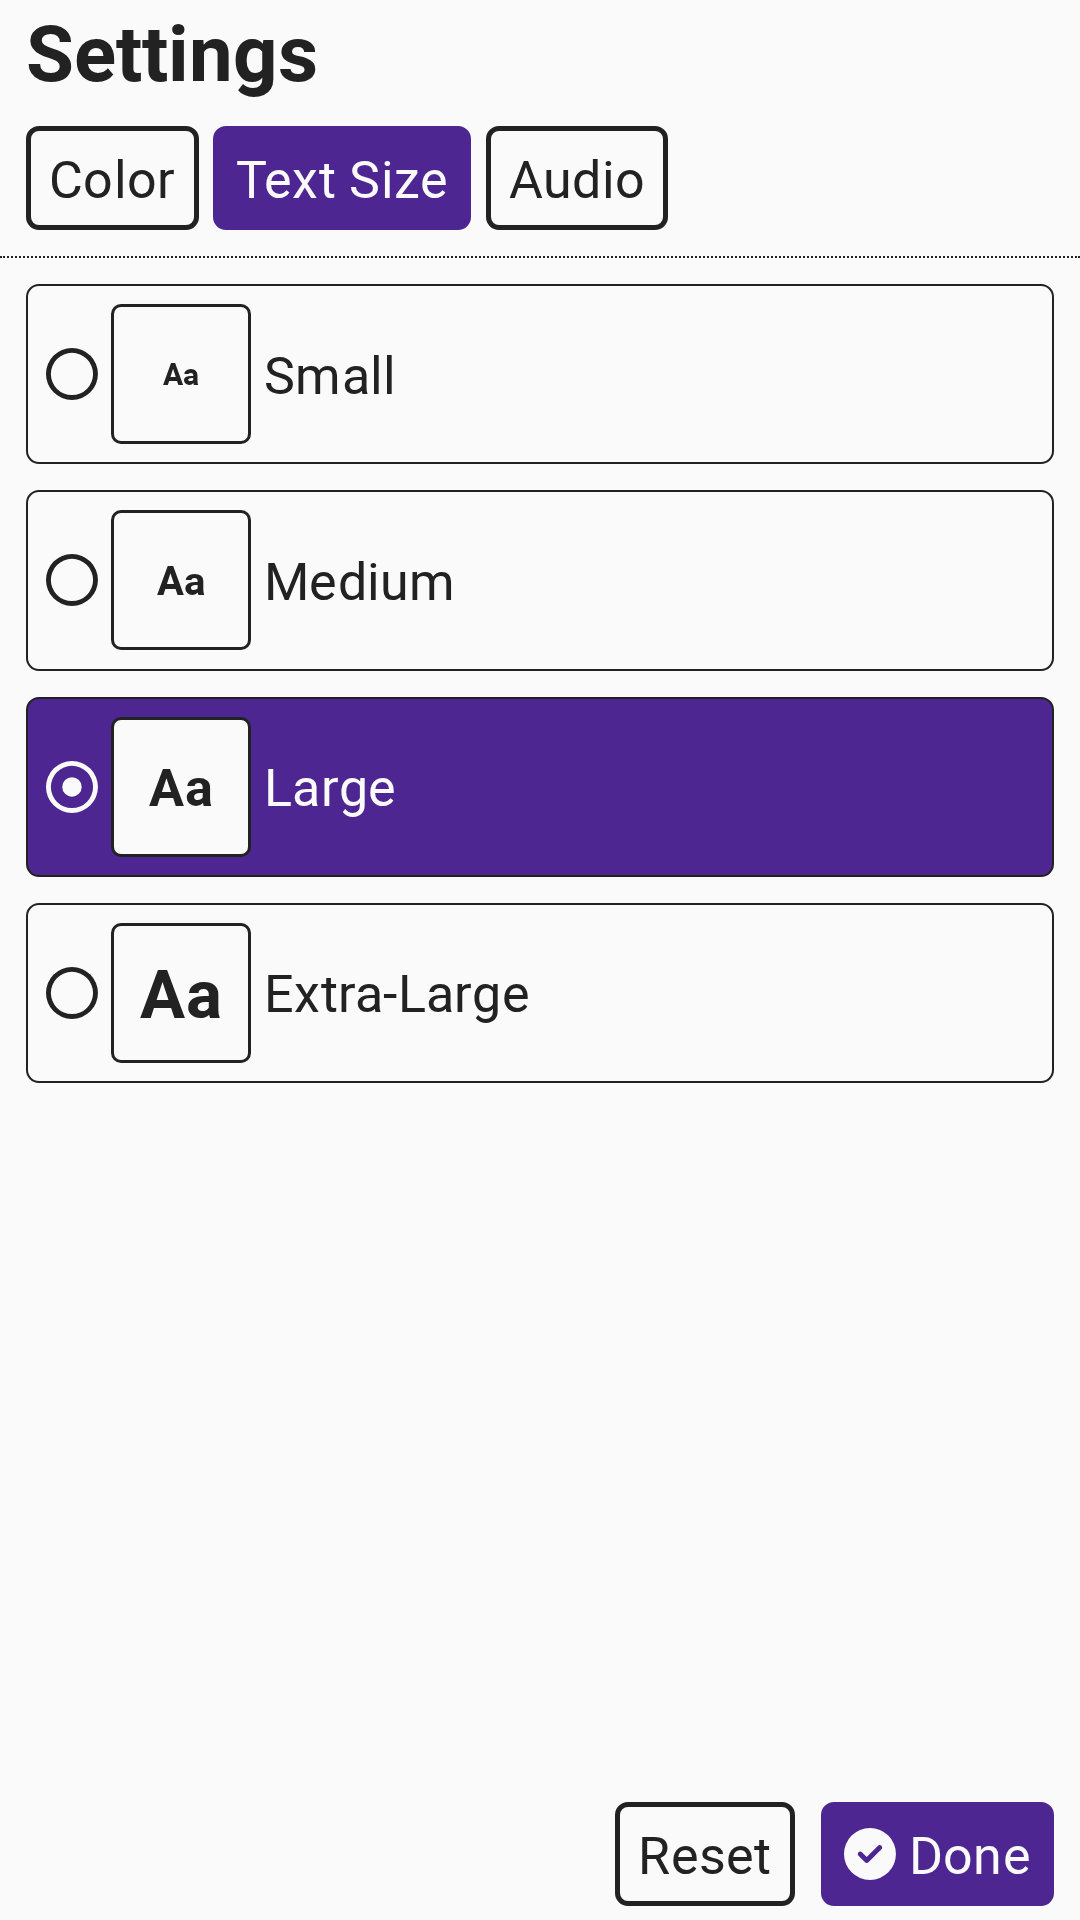 Settings
Color Text Size Audio
Aa Small
Aa Medium
Aa Large
Aa Extra-Large
Reset Done